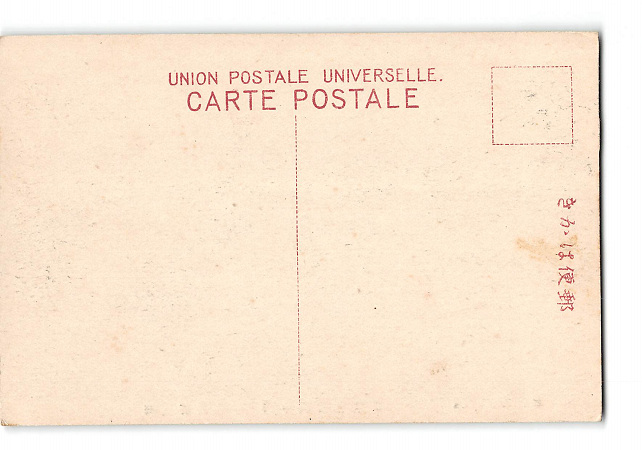 UNION POSTALE UNIVERSELLE.
CARTE POSTALE
郵便はかき